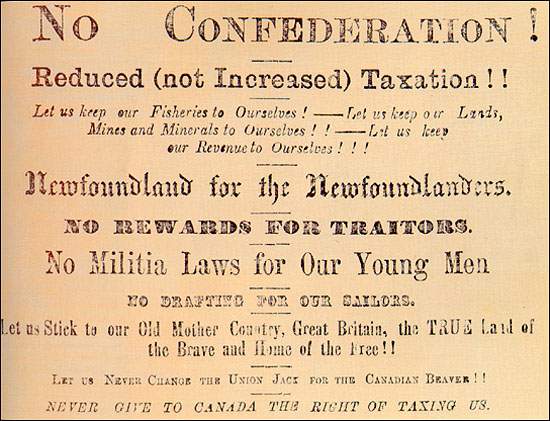 No Confederation!
Reduced (not Increased) Taxation!!
Let us keep our Fisheries to Ourselves! — Let us keep our Lands,
Mines and Minerals to Ourselves!! — Let us keep
our Revenue to Ourselves!!!
Newfoundland for the Newfoundlanders.
NO REWARDS FOR TRAITORS.
No Militia Laws for Our Young Men
NO DRAFTING FOR OUR SAILORS.
Let us Stick to our Old Mother Country, Great Britain, the TRUE Land of
the Brave and Home of the Free!!
LET US NEVER CHANGE THE UNION JACK FOR THE CANADIAN BEAVER!!
NEVER GIVE TO CANADA THE RIGHT OF TAXING US.